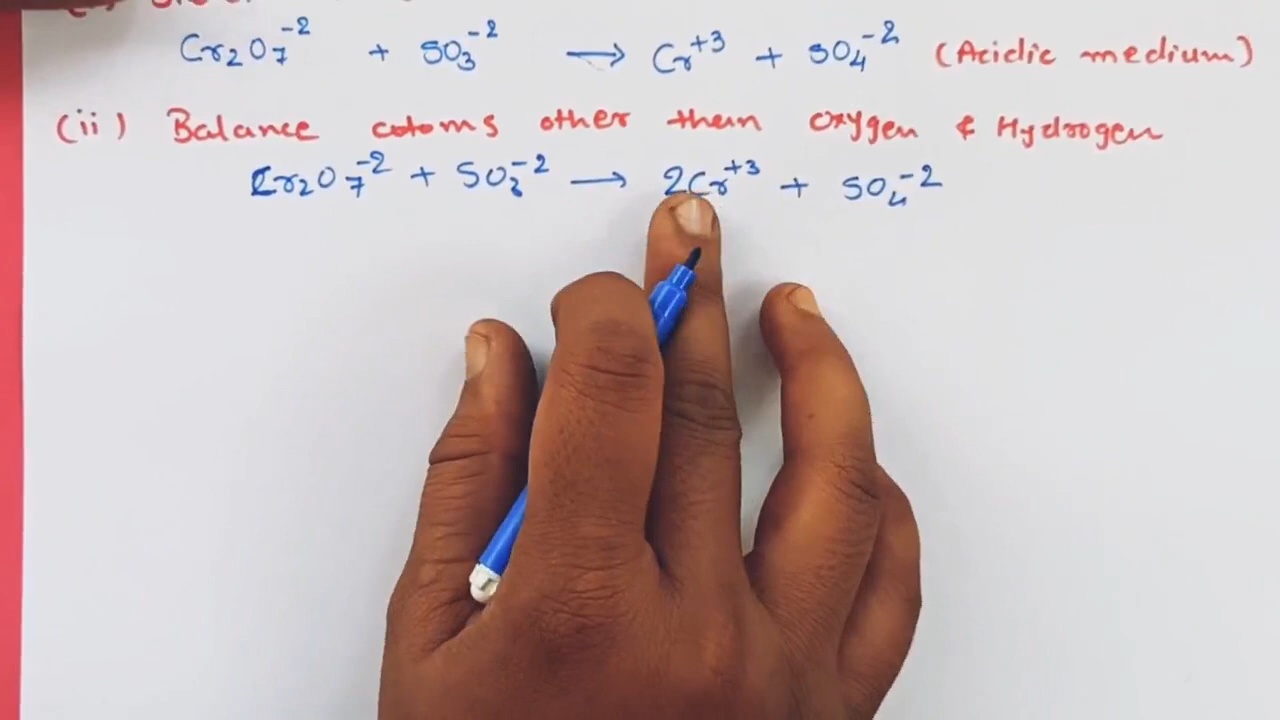 Cr₂O₇⁻² + SO₃⁻² → Cr⁺³ + SO₄⁻² (Acidic medium)
(ii) Balance atoms other them oxygen & Hydrogen
Cr₂O₇⁻² + SO₃⁻² → 2Cr⁺³ + SO₄⁻²